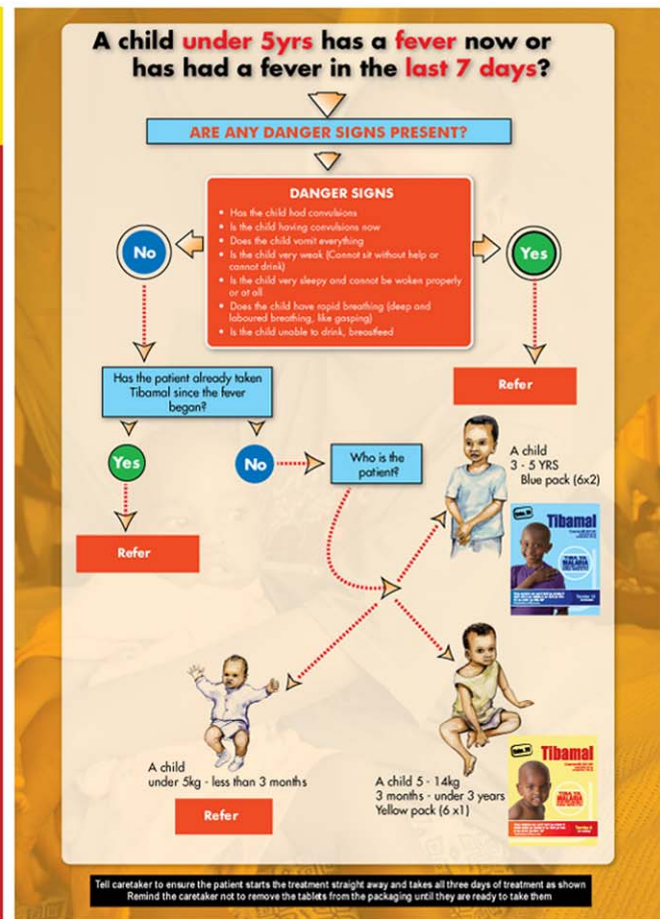 A child under 5yrs has a fever now or
has had a fever in the last 7 days?
ARE ANY DANGER SIGNS PRESENT?
DANGER SIGNS
• Has the child had convulsions
• Is the child having convulsions now
• Does the child vomit everything
• Is the child very weak (Cannot sit without help or
cannot drink)
• Is the child very sleepy and cannot be woken properly
or at all
• Does the child have rapid breathing (deep and
laboured breathing, like gasping)
• Is the child unable to drink, breastfeed
No
Yes
Has the patient already taken
Tibamal since the fever
began?
Refer
Yes
No
Who is the
patient?
A child
3 - 5 YRS
Blue pack (6x2)
Refer
Tibamal
TIBA YA
MALARIA
A child
under 5kg - less than 3 months
Refer
A child 5 - 14kg
3 months - under 3 years
Yellow pack (6 x1)
Tibamal
TIBA YA
MALARIA
Tell caretaker to ensure the patient starts the treatment straight away and takes all three days of treatment as shown
Remind the caretaker not to remove the tablets from the packaging until they are ready to take them